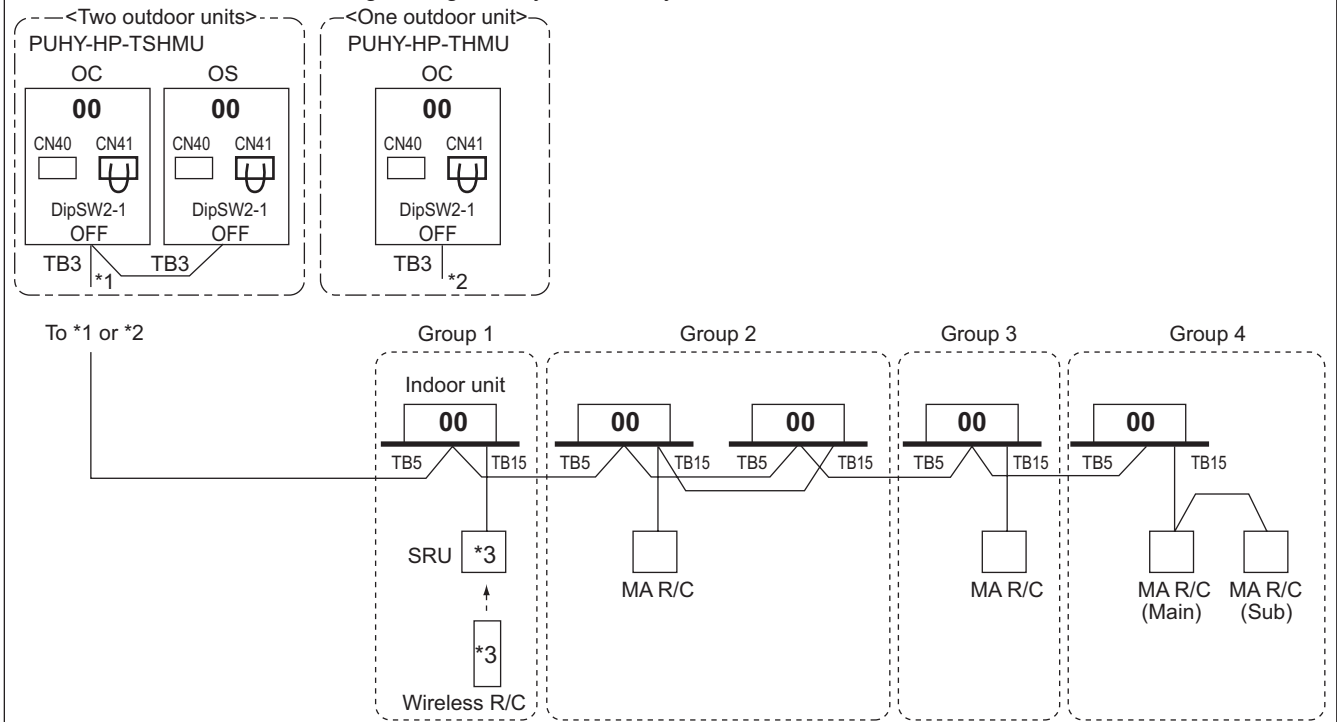 <Two outdoor units>
PUHY-HP-TSHMU
OC OS
00 00
CN40 CN41 CN40 CN41
DipSW2-1 DipSW2-1
OFF OFF
TB3 TB3
*1
<One outdoor unit>
PUHY-HP-THMU
OC
00
CN40 CN41
DipSW2-1
OFF
TB3
*2
To *1 or *2
Group 1 Group 2 Group 3 Group 4
Indoor unit
00 00 00 00 00
TB5 TB15 TB5 TB15 TB5 TB15 TB5 TB15 TB5 TB15
SRU *3
MA R/C MA R/C MA R/C MA R/C
(Main) (Sub)
*3
Wireless R/C